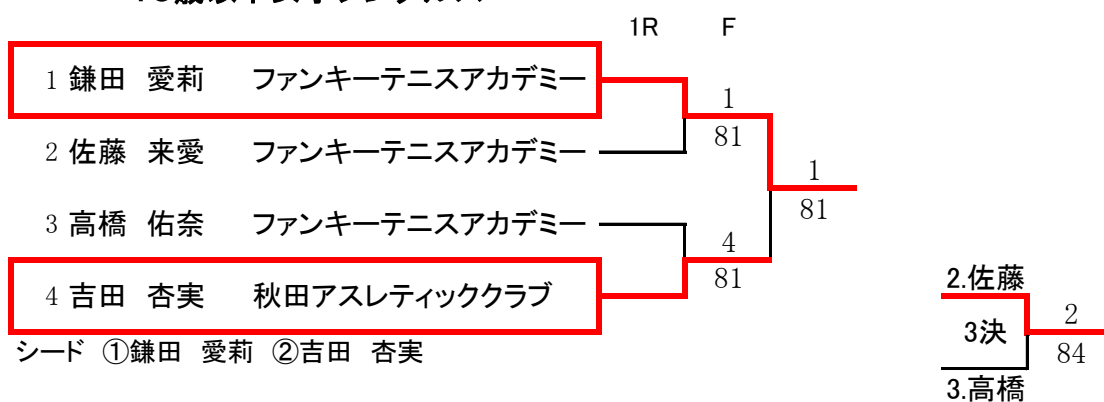 1R F
1 鎌田 愛莉 ファンキーテニスアカデミー
1
81
2 佐藤 来愛 ファンキーテニスアカデミー
1
81
3 高橋 佑奈 ファンキーテニスアカデミー
4
81
4 吉田 杏実 秋田アスレティッククラブ
シード ①鎌田 愛莉 ②吉田 杏実
2.佐藤
3決
2
84
3.高橋